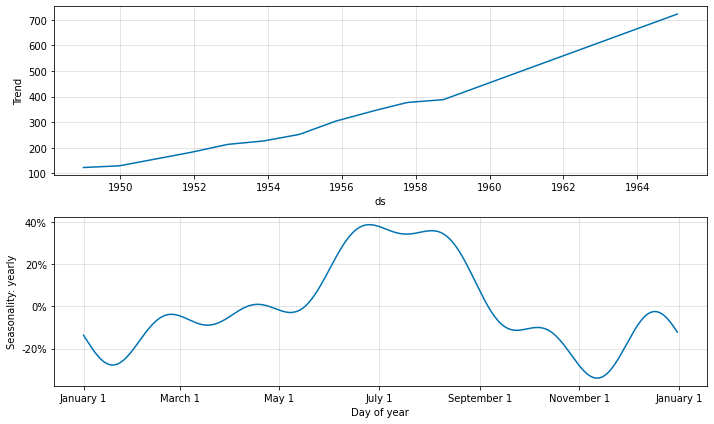 Trend
700
600
500
400
300
200
100
1950 1952 1954 1956 1958 1960 1962 1964
ds
Seasonality: yearly
40%
20%
0%
-20%
January 1 March 1 May 1 July 1 September 1 November 1 January 1
Day of year